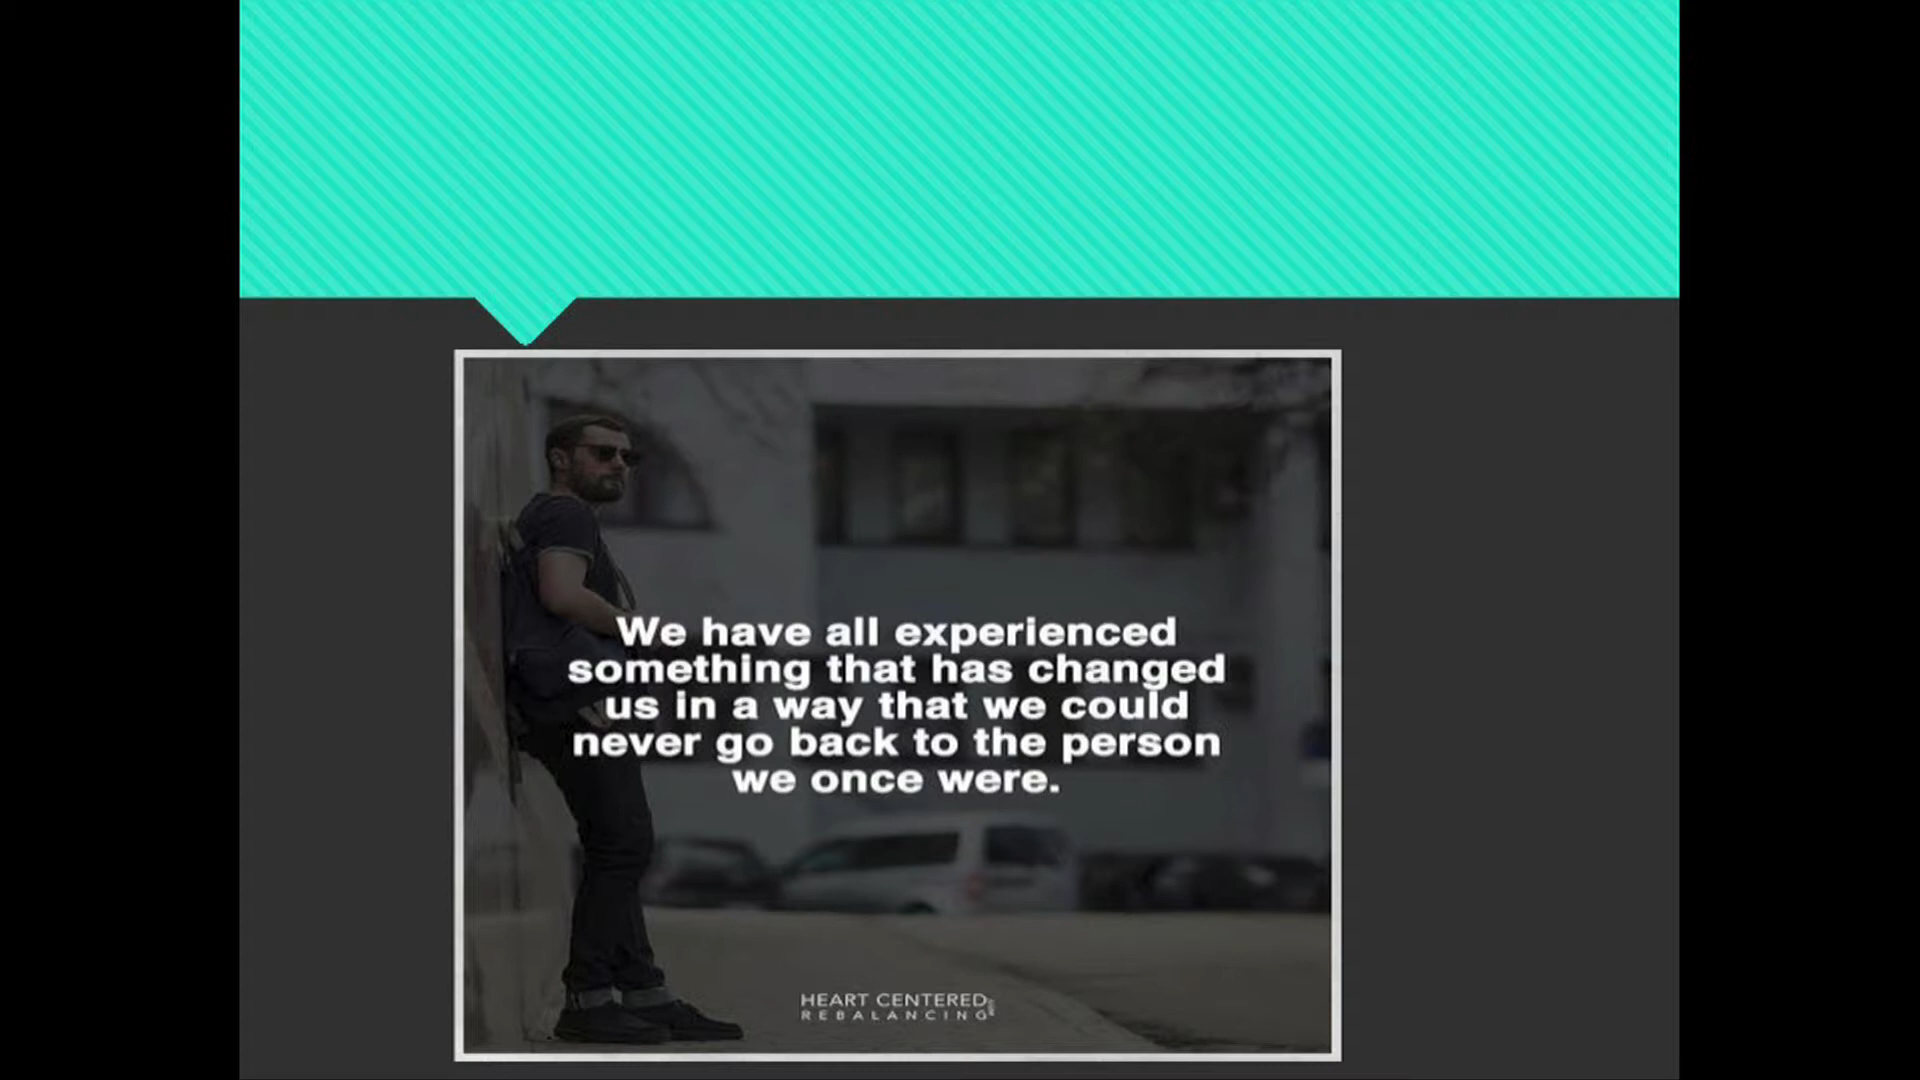 We have all experienced
something that has changed
us in a way that we could
never go back to the person
we once were.
HEART CENTERED
REBALANCING